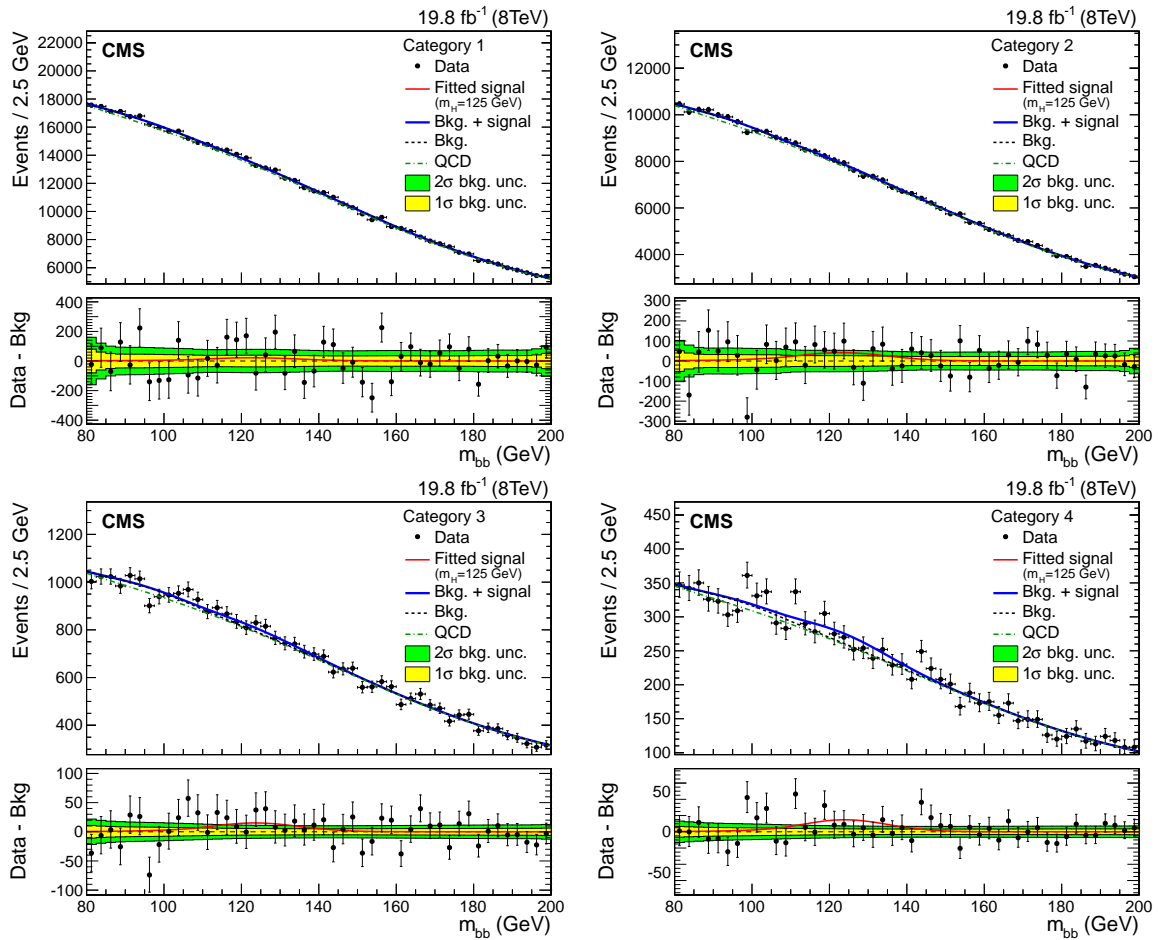 19.8 fb⁻¹ (8TeV)
CMS
Category 1
Data
Fitted signal
(m_H=125 GeV)
Bkg. + signal
Bkg.
QCD
2σ bkg. unc.
1σ bkg. unc.
Events / 2.5 GeV
22000
20000
18000
16000
14000
12000
10000
8000
6000
Data - Bkg
400
200
0
-200
-400
80 100 120 140 160 180 200
m_bb (GeV)
19.8 fb⁻¹ (8TeV)
CMS
Category 2
Data
Fitted signal
(m_H=125 GeV)
Bkg. + signal
Bkg.
QCD
2σ bkg. unc.
1σ bkg. unc.
Events / 2.5 GeV
12000
10000
8000
6000
4000
Data - Bkg
300
200
100
0
-100
-200
-300
80 100 120 140 160 180 200
m_bb (GeV)
19.8 fb⁻¹ (8TeV)
CMS
Category 3
Data
Fitted signal
(m_H=125 GeV)
Bkg. + signal
Bkg.
QCD
2σ bkg. unc.
1σ bkg. unc.
Events / 2.5 GeV
1200
1000
800
600
400
Data - Bkg
100
50
0
-50
-100
80 100 120 140 160 180 200
m_bb (GeV)
19.8 fb⁻¹ (8TeV)
CMS
Category 4
Data
Fitted signal
(m_H=125 GeV)
Bkg. + signal
Bkg.
QCD
2σ bkg. unc.
1σ bkg. unc.
Events / 2.5 GeV
450
400
350
300
250
200
150
100
Data - Bkg
50
0
-50
80 100 120 140 160 180 200
m_bb (GeV)